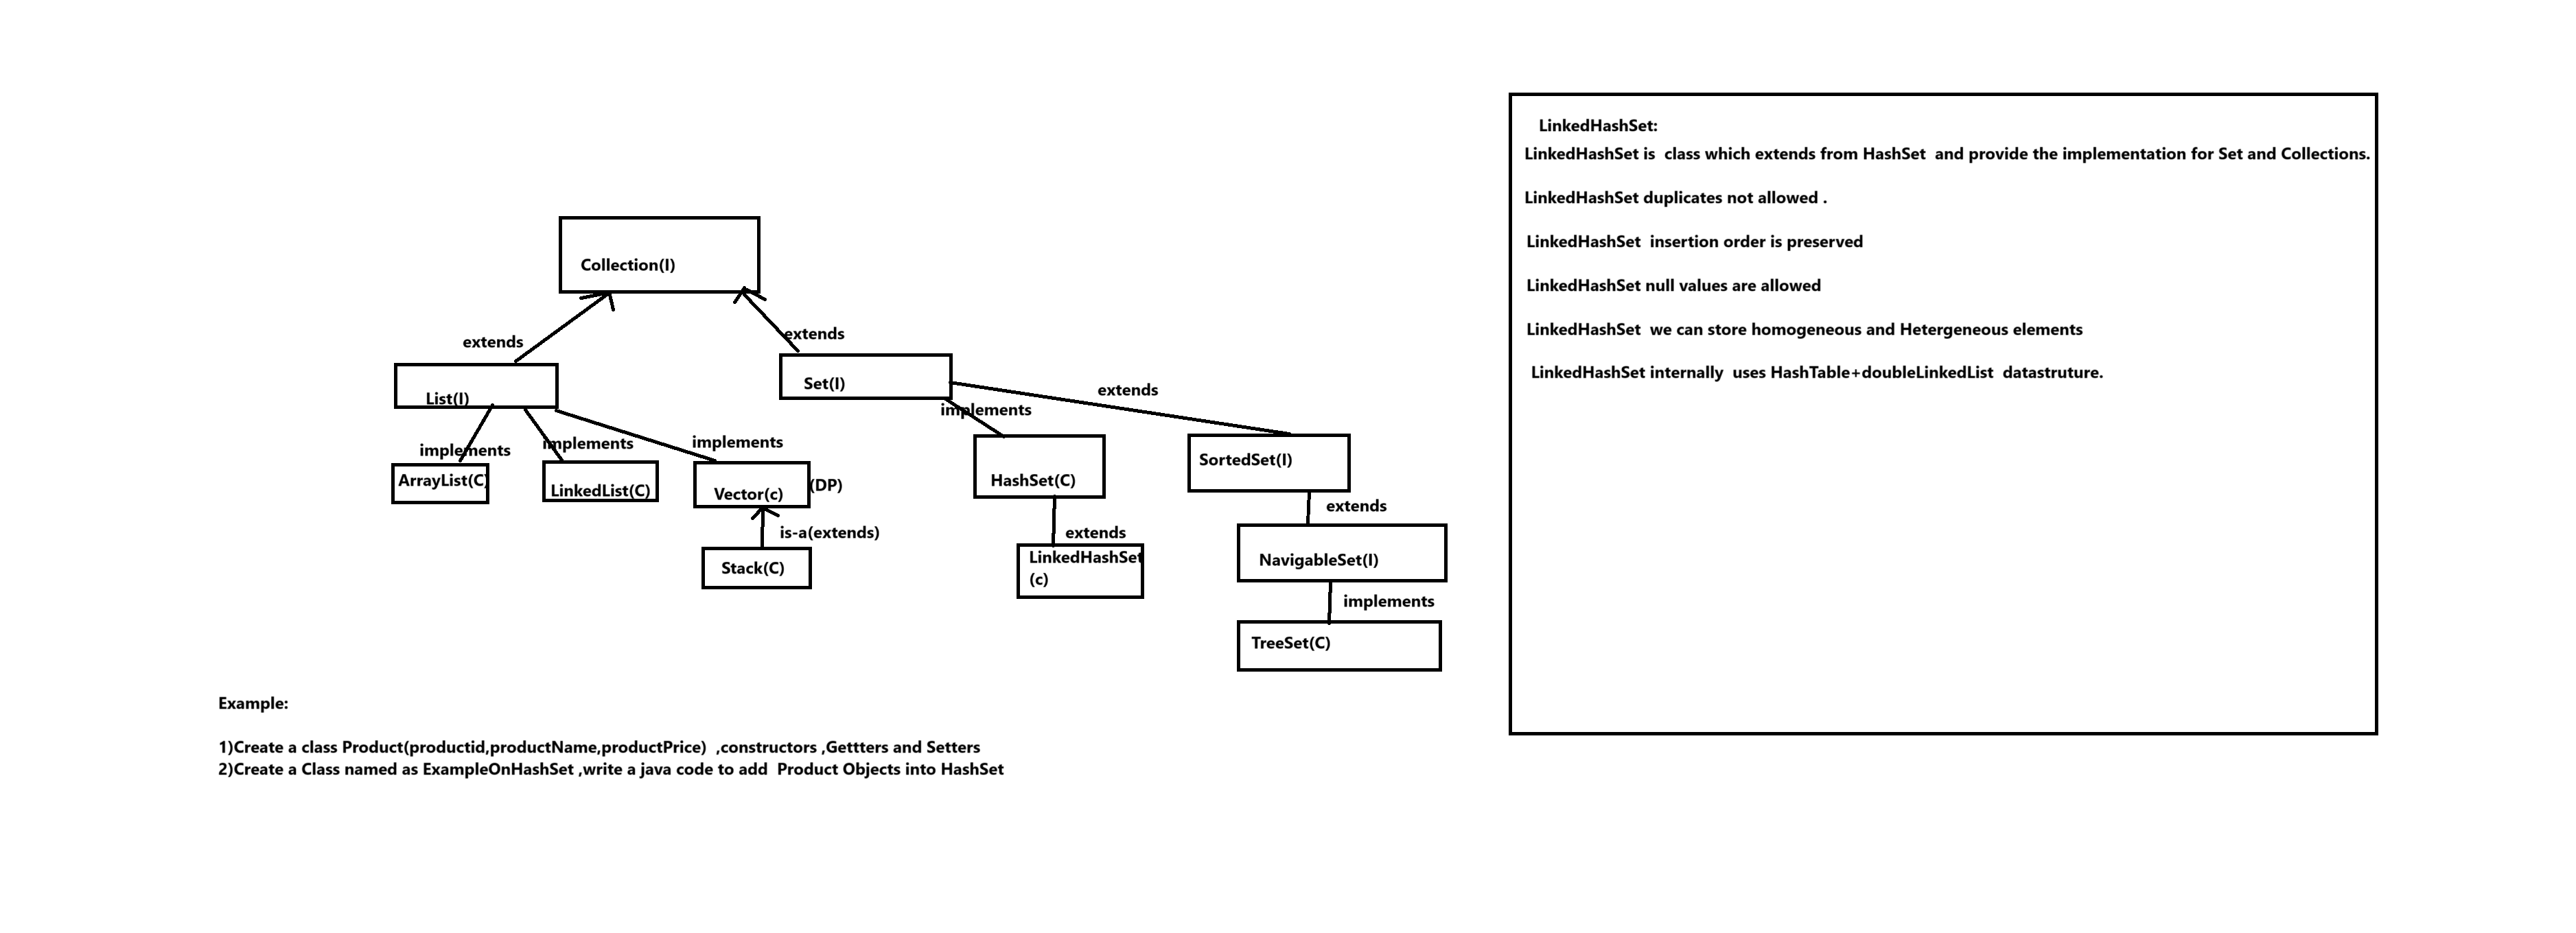 LinkedHashSet:
LinkedHashSet is  class which extends from HashSet  and provide the implementation for Set and Collections.
LinkedHashSet duplicates not allowed .
LinkedHashSet  insertion order is preserved
LinkedHashSet null values are allowed
LinkedHashSet  we can store homogeneous and Hetergeneous elements
LinkedHashSet internally  uses HashTable+doubleLinkedList  datastruture.
Collection(I)
extends
extends
List(I)
Set(I)
extends
implements
implements
implements
implements
ArrayList(C)
LinkedList(C)
Vector(c)
(DP)
HashSet(C)
SortedSet(I)
is-a(extends)
extends
extends
Stack(C)
LinkedHashSet
(c)
NavigableSet(I)
implements
TreeSet(C)
Example:
1)Create a class Product(productid,productName,productPrice)  ,constructors ,Gettters and Setters
2)Create a Class named as ExampleOnHashSet ,write a java code to add  Product Objects into HashSet